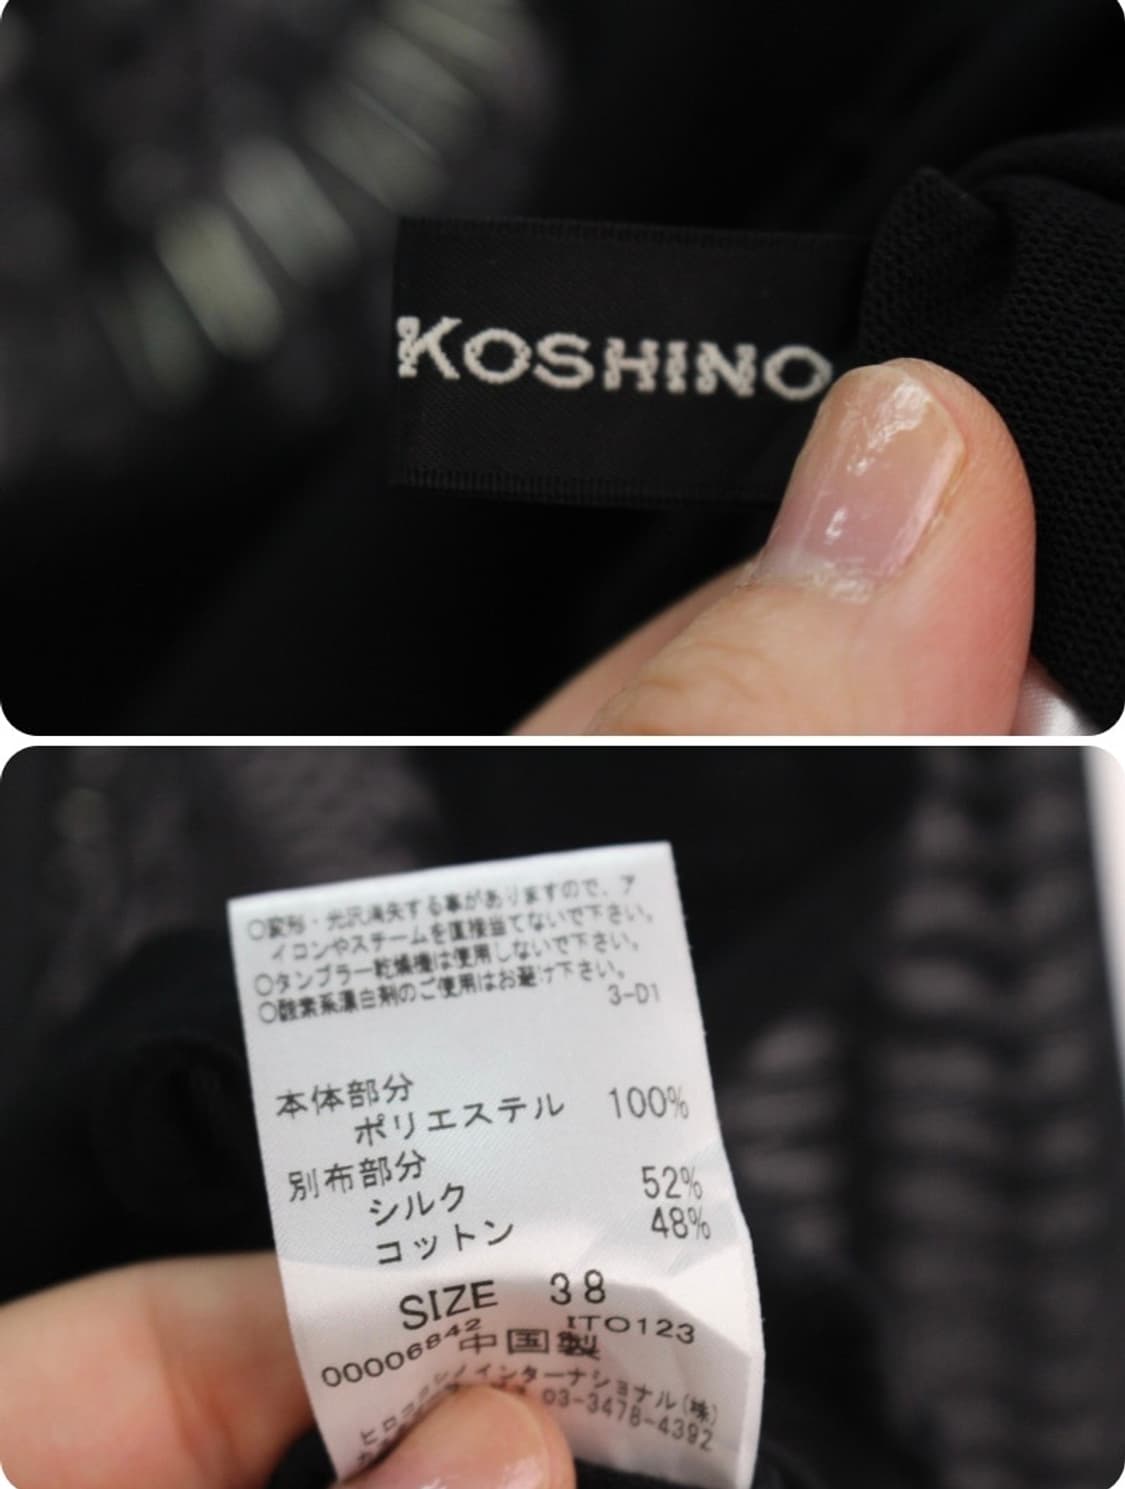 KOSHINO
○変形・光沢消失する事がありますので、ア
イロンやスチームを直接当てないで下さい。
○タンブラー乾燥機は使用しないで下さい。
○酸素系漂白剤のご使用はお避け下さい。
3-D1
本体部分
ポリエステル 100%
別布部分
シルク 52%
コットン 48%
SIZE 38
00006842 ITO123
中国製
ヒロココシノインターナショナル(株)
03-3478-4392